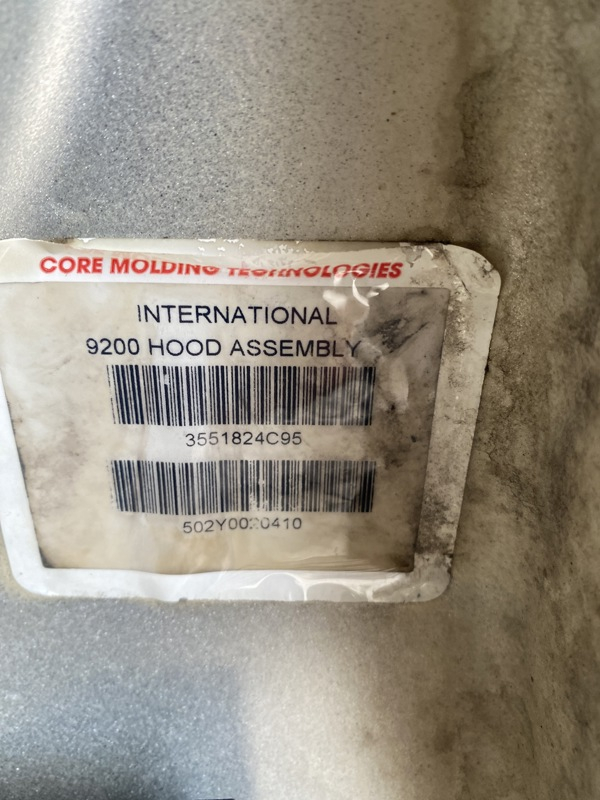 CORE MOLDING TECHNOLOGIES
INTERNATIONAL
9200 HOOD ASSEMBLY
3551824C95